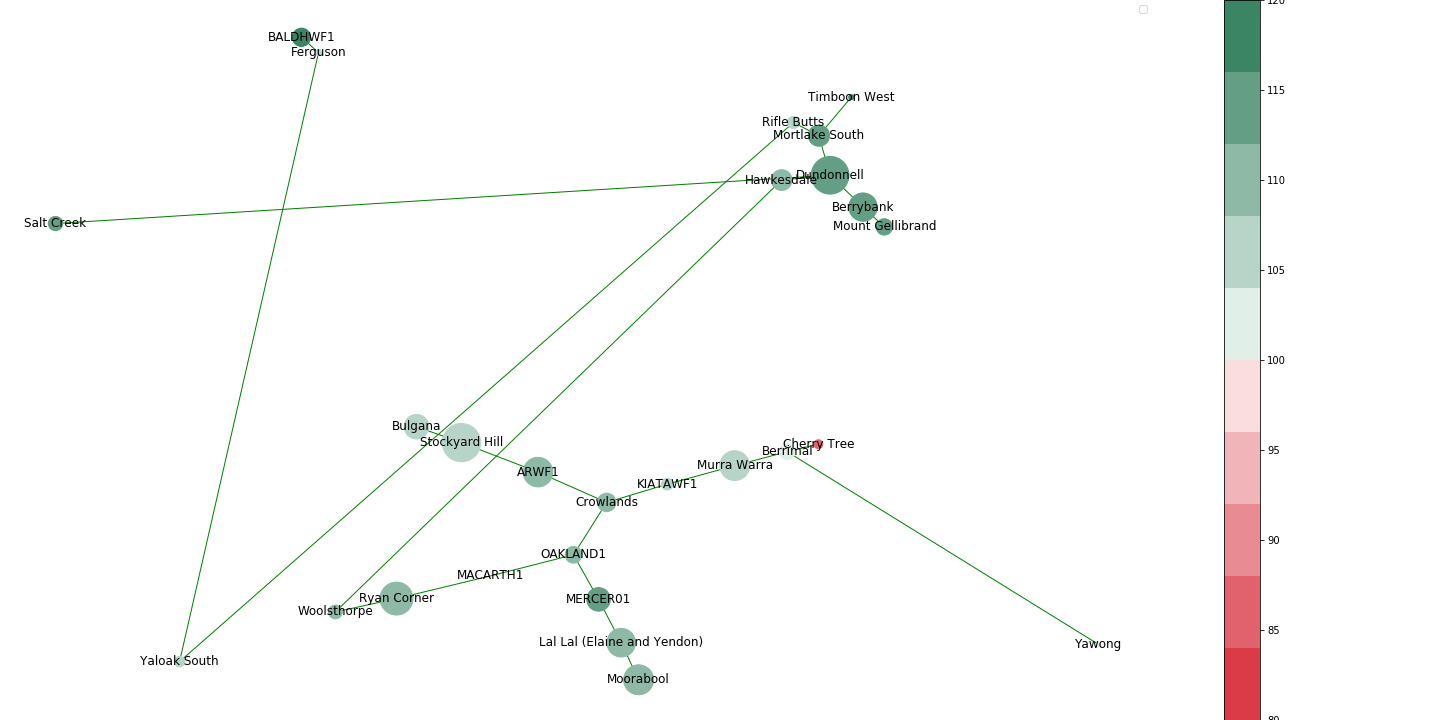 BALDHWF1
Ferguson
Timboon West
Rifle Butts
Mortlake South
Dundonnell
Hawkesdale
Berrybank
Salt Creek
Mount Gellibrand
Bulgana
Stockyard Hill
Cherry Tree
Berrimal
Murra Warra
ARWF1
KIATAWF1
Crowlands
OAKLAND1
MACARTH1
Ryan Corner
MERCER01
Woolsthorpe
Lal Lal (Elaine and Yendon)
Yawong
Yaloak South
Moorabool
120
115
110
105
100
95
90
85
80